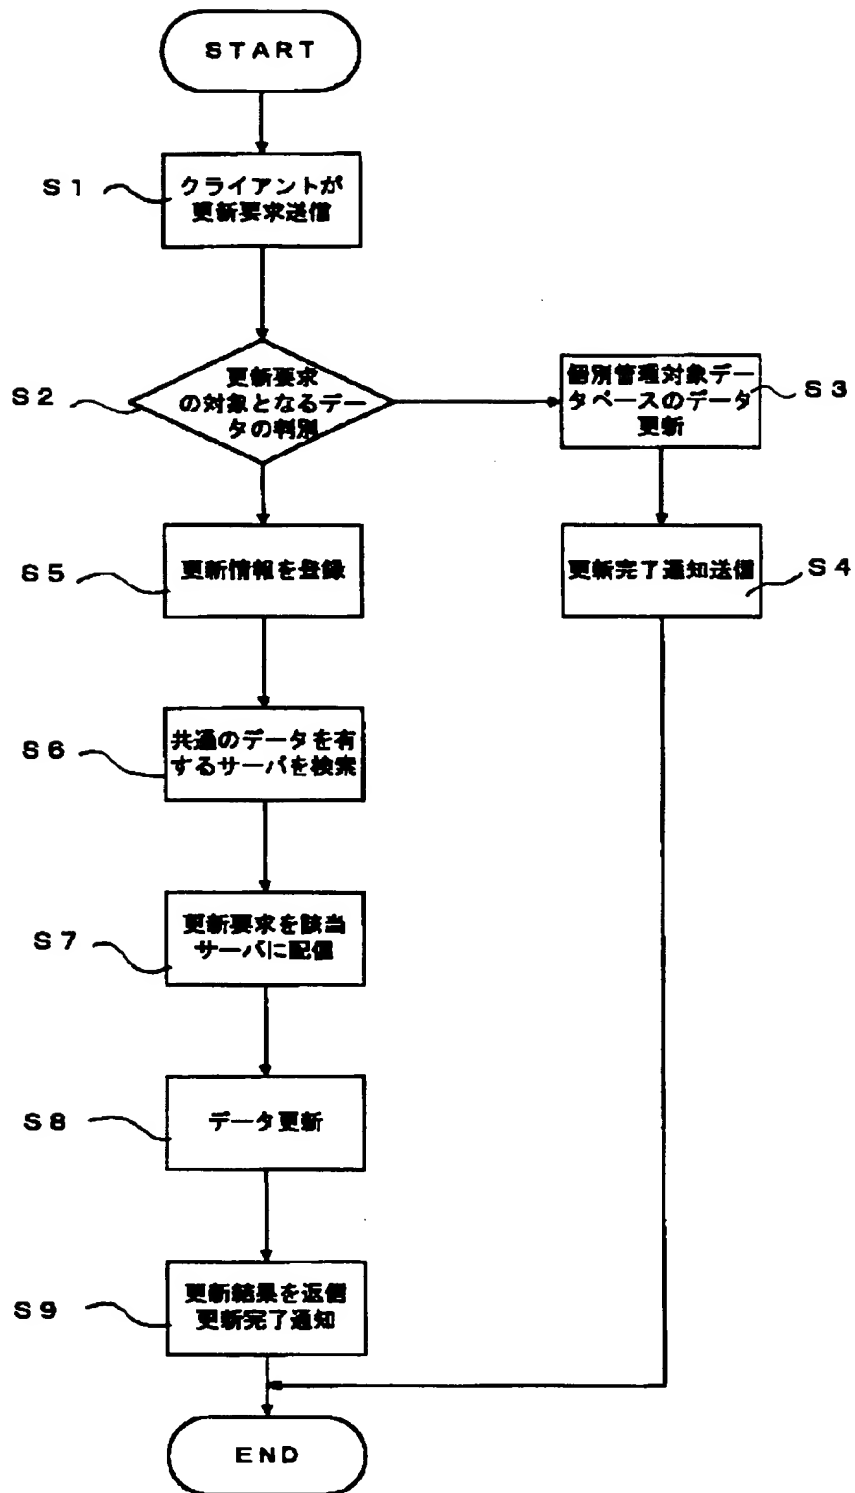 START
S1
クライアントが
更新要求送信
S2
更新要求
の対象となるデー
タの判別
個別管理対象デー
タベースのデータ
更新
S3
S5
更新情報を登録
更新完了通知送信
S4
S6
共通のデータを有
するサーバを検索
S7
更新要求を該当
サーバに配信
S8
データ更新
S9
更新結果を返信
更新完了通知
END